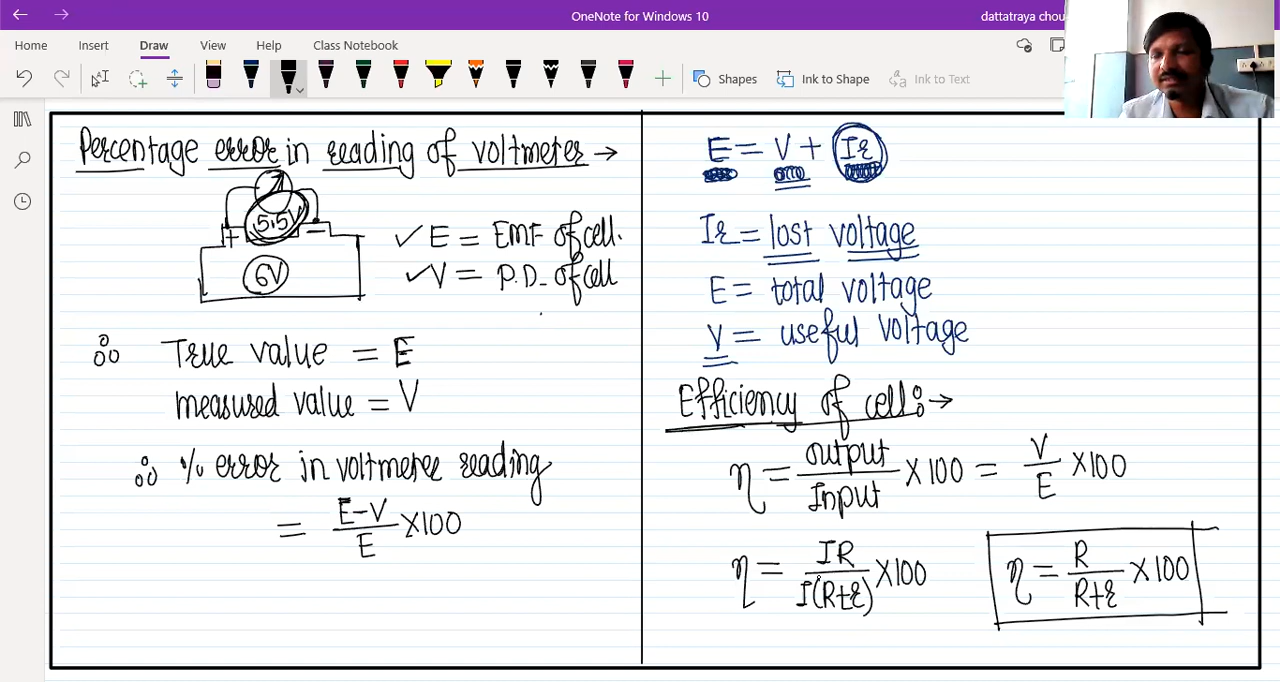 OneNote for Windows 10
dattatraya chou
Home Insert Draw View Help Class Notebook
Shapes Ink to Shape Ink to Text
Percentage error in reading of voltmeter →
5.5V
+ −
6V
✓ E = EMF of cell.
✓ V = P.D. of cell
∴ True value = E
measured value = V
∴ % error in voltmeter reading
= E−V/E ×100
E = V + Ir
Ir = lost voltage
E = total voltage
V = useful voltage
Efficiency of cell:→
η = output/Input ×100 = V/E ×100
η = IR/I(R+r) ×100
η = R/R+r ×100